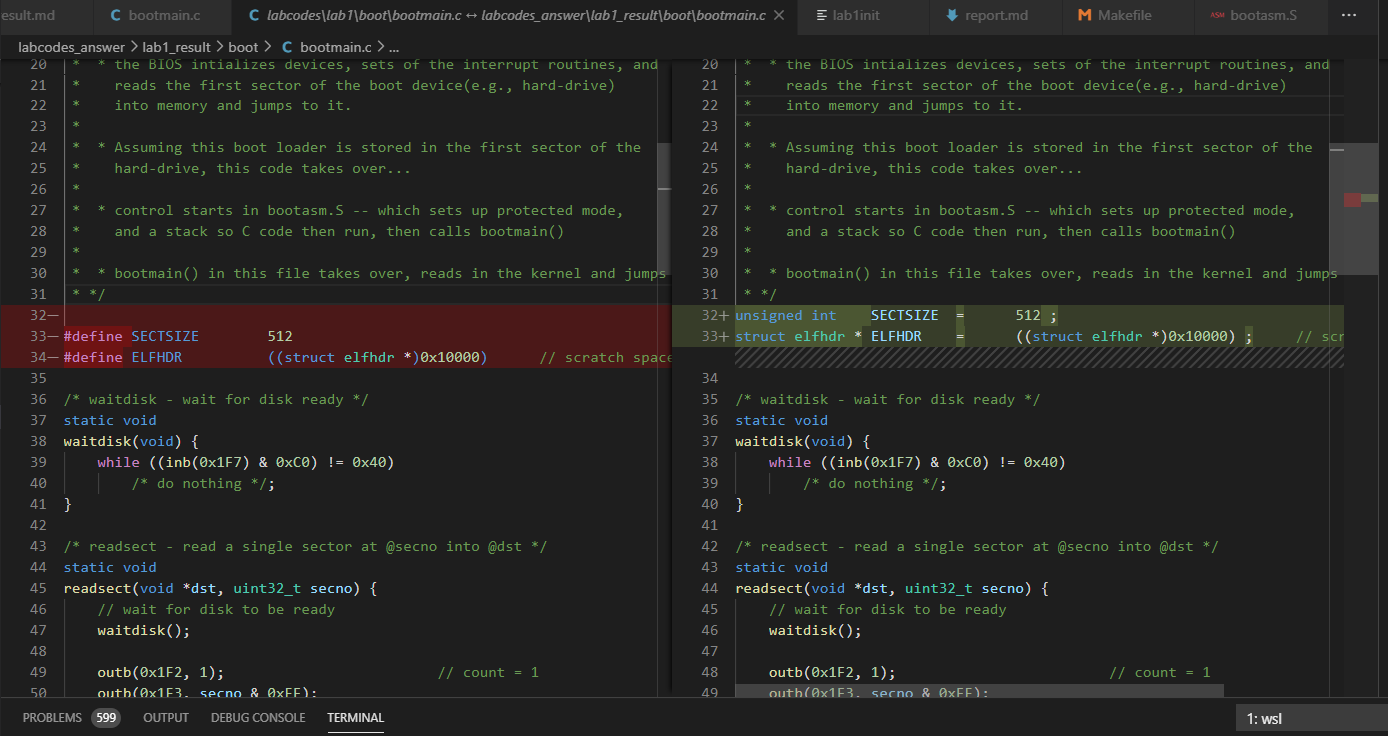 esult.md bootmain.c labcodes\lab1\boot\bootmain.c ↔ labcodes_answer\lab1_result\boot\bootmain.c lab1init report.md Makefile ASM bootasm.S ...
labcodes_answer > lab1_result > boot > C bootmain.c > ...
20 * * the BIOS intializes devices, sets of the interrupt routines, and
21 * reads the first sector of the boot device(e.g., hard-drive)
22 * into memory and jumps to it.
23 *
24 * * Assuming this boot loader is stored in the first sector of the
25 * hard-drive, this code takes over...
26 *
27 * * control starts in bootasm.S -- which sets up protected mode,
28 * and a stack so C code then run, then calls bootmain()
29 *
30 * * bootmain() in this file takes over, reads in the kernel and jumps
31 * */
32—
33— #define SECTSIZE 512
34— #define ELFHDR ((struct elfhdr *)0x10000) // scratch space
35
36 /* waitdisk - wait for disk ready */
37 static void
38 waitdisk(void) {
39 while ((inb(0x1F7) & 0xC0) != 0x40)
40 /* do nothing */;
41 }
42
43 /* readsect - read a single sector at @secno into @dst */
44 static void
45 readsect(void *dst, uint32_t secno) {
46 // wait for disk to be ready
47 waitdisk();
48
49 outb(0x1F2, 1); // count = 1
50 outb(0x1F3, secno & 0xFF);
20 * * the BIOS intializes devices, sets of the interrupt routines, and
21 * reads the first sector of the boot device(e.g., hard-drive)
22 * into memory and jumps to it.
23 *
24 * * Assuming this boot loader is stored in the first sector of the
25 * hard-drive, this code takes over...
26 *
27 * * control starts in bootasm.S -- which sets up protected mode,
28 * and a stack so C code then run, then calls bootmain()
29 *
30 * * bootmain() in this file takes over, reads in the kernel and jumps
31 * */
32+ unsigned int SECTSIZE = 512 ;
33+ struct elfhdr * ELFHDR = ((struct elfhdr *)0x10000) ; // scr
34
35 /* waitdisk - wait for disk ready */
36 static void
37 waitdisk(void) {
38 while ((inb(0x1F7) & 0xC0) != 0x40)
39 /* do nothing */;
40 }
41
42 /* readsect - read a single sector at @secno into @dst */
43 static void
44 readsect(void *dst, uint32_t secno) {
45 // wait for disk to be ready
46 waitdisk();
47
48 outb(0x1F2, 1); // count = 1
49 outb(0x1F3, secno & 0xFF);
PROBLEMS 599 OUTPUT DEBUG CONSOLE TERMINAL 1: wsl